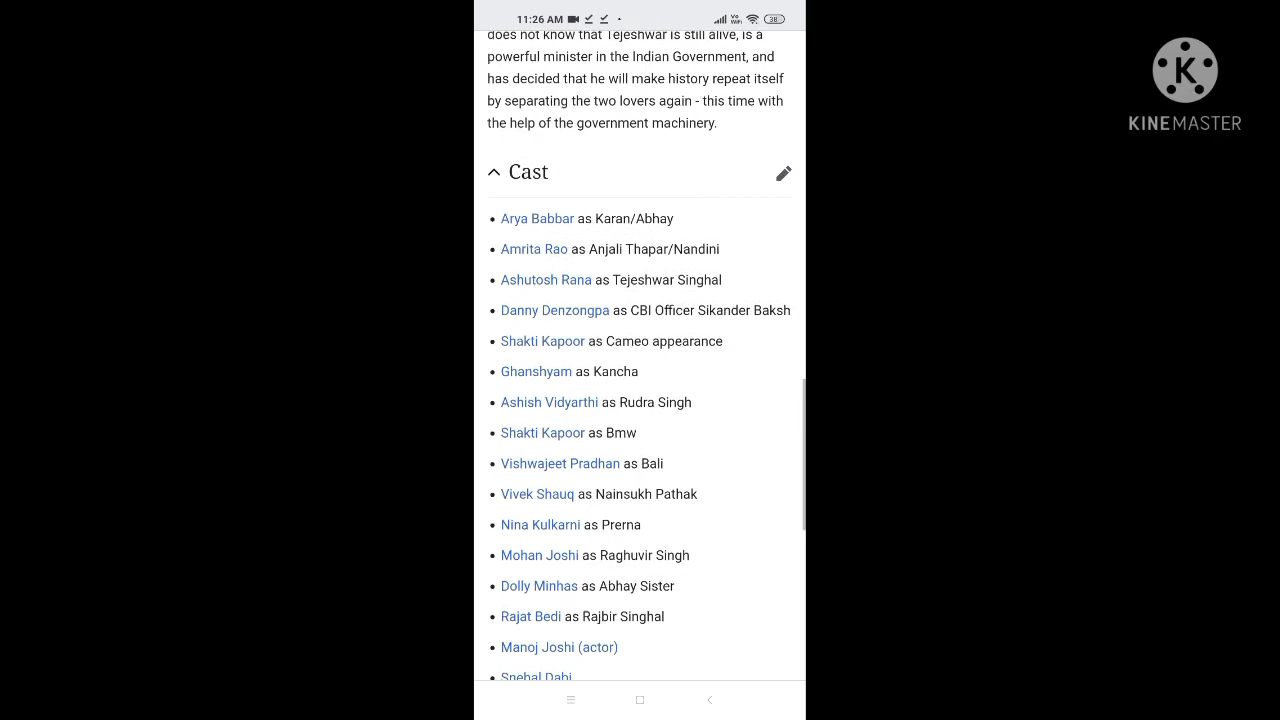 11:26 AM
Vo
WiFi
38
does not know that Tejeshwar is still alive, is a
powerful minister in the Indian Government, and
has decided that he will make history repeat itself
by separating the two lovers again - this time with
the help of the government machinery.
Cast
• Arya Babbar as Karan/Abhay
• Amrita Rao as Anjali Thapar/Nandini
• Ashutosh Rana as Tejeshwar Singhal
• Danny Denzongpa as CBI Officer Sikander Baksh
• Shakti Kapoor as Cameo appearance
• Ghanshyam as Kancha
• Ashish Vidyarthi as Rudra Singh
• Shakti Kapoor as Bmw
• Vishwajeet Pradhan as Bali
• Vivek Shauq as Nainsukh Pathak
• Nina Kulkarni as Prerna
• Mohan Joshi as Raghuvir Singh
• Dolly Minhas as Abhay Sister
• Rajat Bedi as Rajbir Singhal
• Manoj Joshi (actor)
• Snehal Dabi
K
KINEMASTER